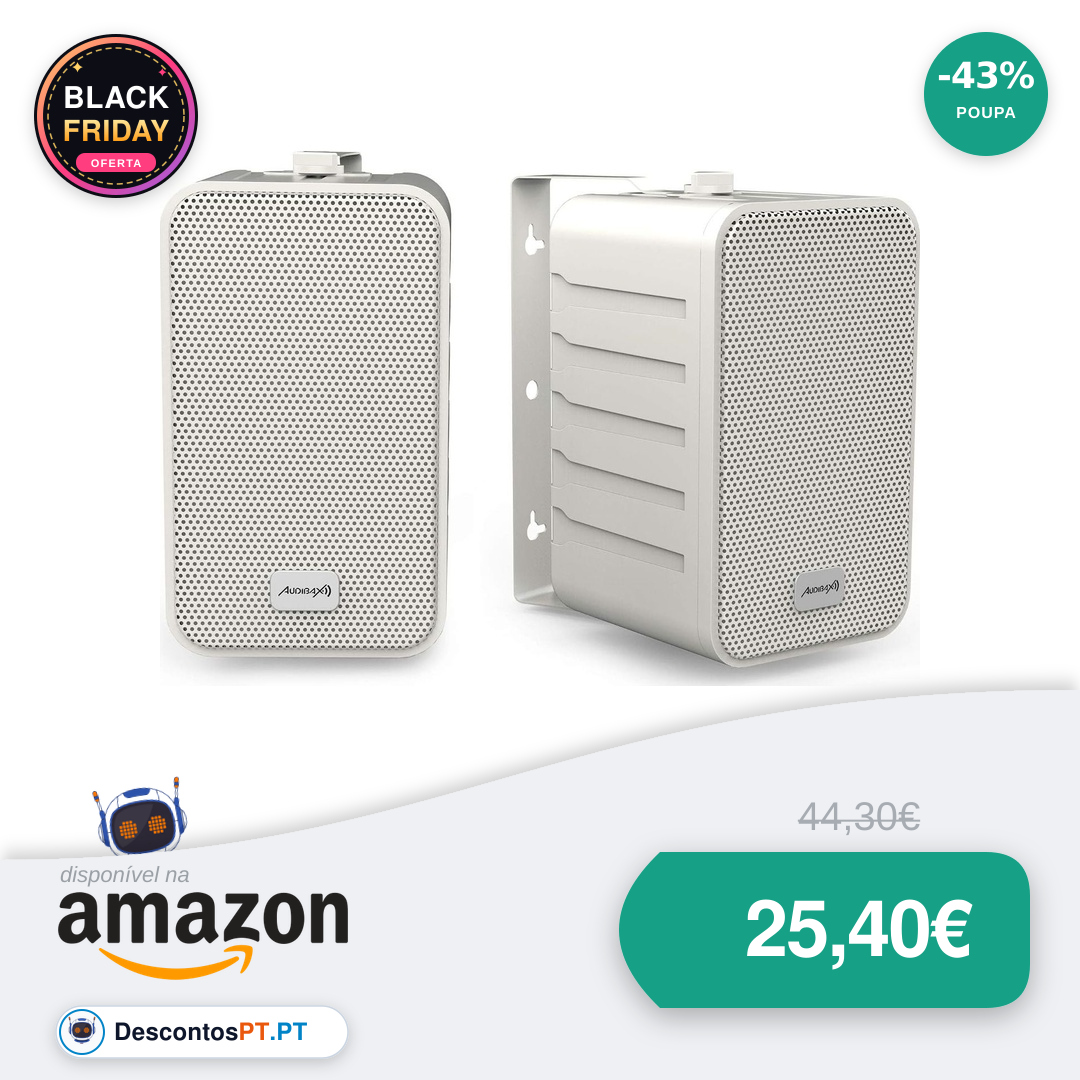 BLACK
FRIDAY
OFERTA
-43%
POUPA
AUDIBAX
AUDIBAX
44,30€
disponível na
amazon
25,40€
DescontosPT.PT